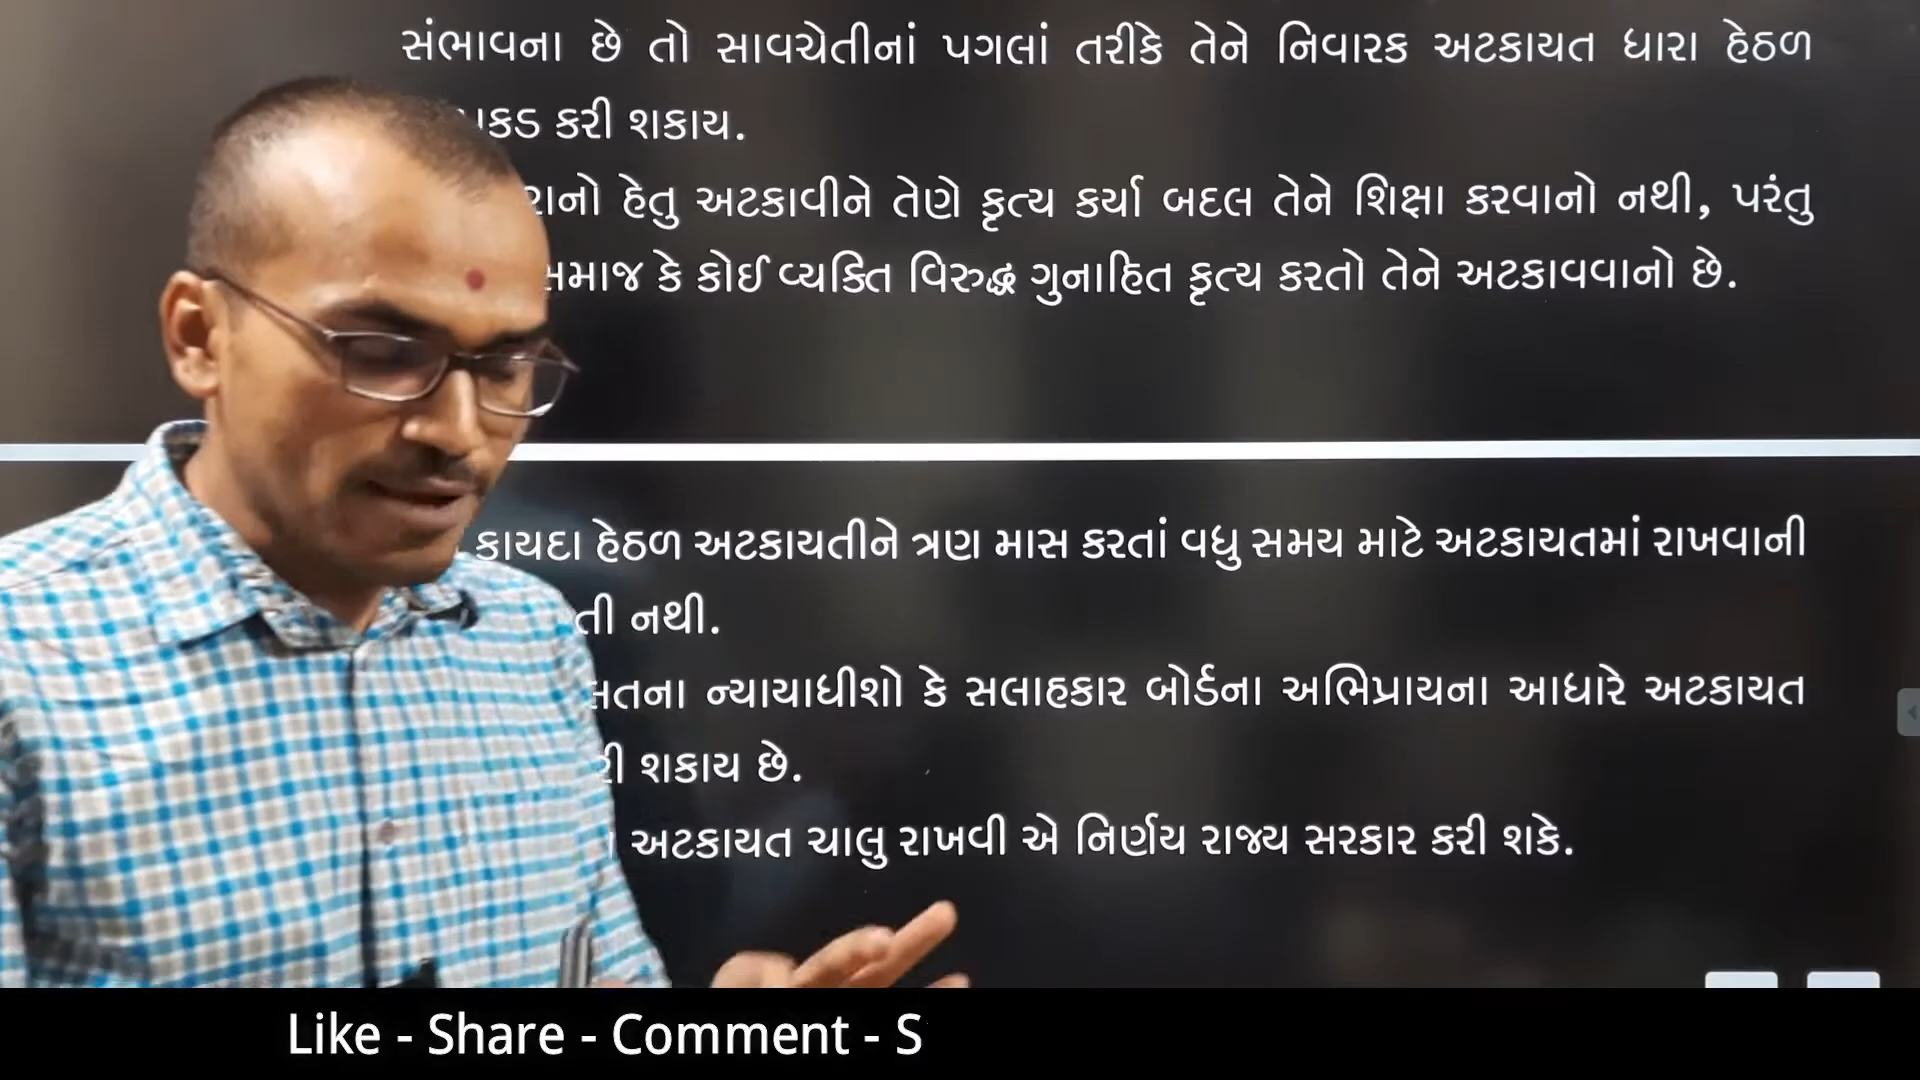 સંભાવના છે તો સાવચેતીનાં પગલાં તરીકે તેને નિવારક અટકાયત ધારા હેઠળ
કરી શકાય.
હેતુ અટકાવીને તેણે કૃત્ય કર્યા બદલ તેને શિક્ષા કરવાનો નથી, પરંતુ
સમાજ કે કોઈ વ્યક્તિ વિરુદ્ધ ગુનાહિત કૃત્ય કરતો તેને અટકાવવાનો છે.
કાયદા હેઠળ અટકાયતીને ત્રણ માસ કરતાં વધુ સમય માટે અટકાયતમાં રાખવાની
નથી.
ન્યાયાધીશો કે સલાહકાર બોર્ડના અભિપ્રાયના આધારે અટકાયત
શકાય છે.
અટકાયત ચાલુ રાખવી એ નિર્ણય રાજ્ય સરકાર કરી શકે.
Like - Share - Comment - S